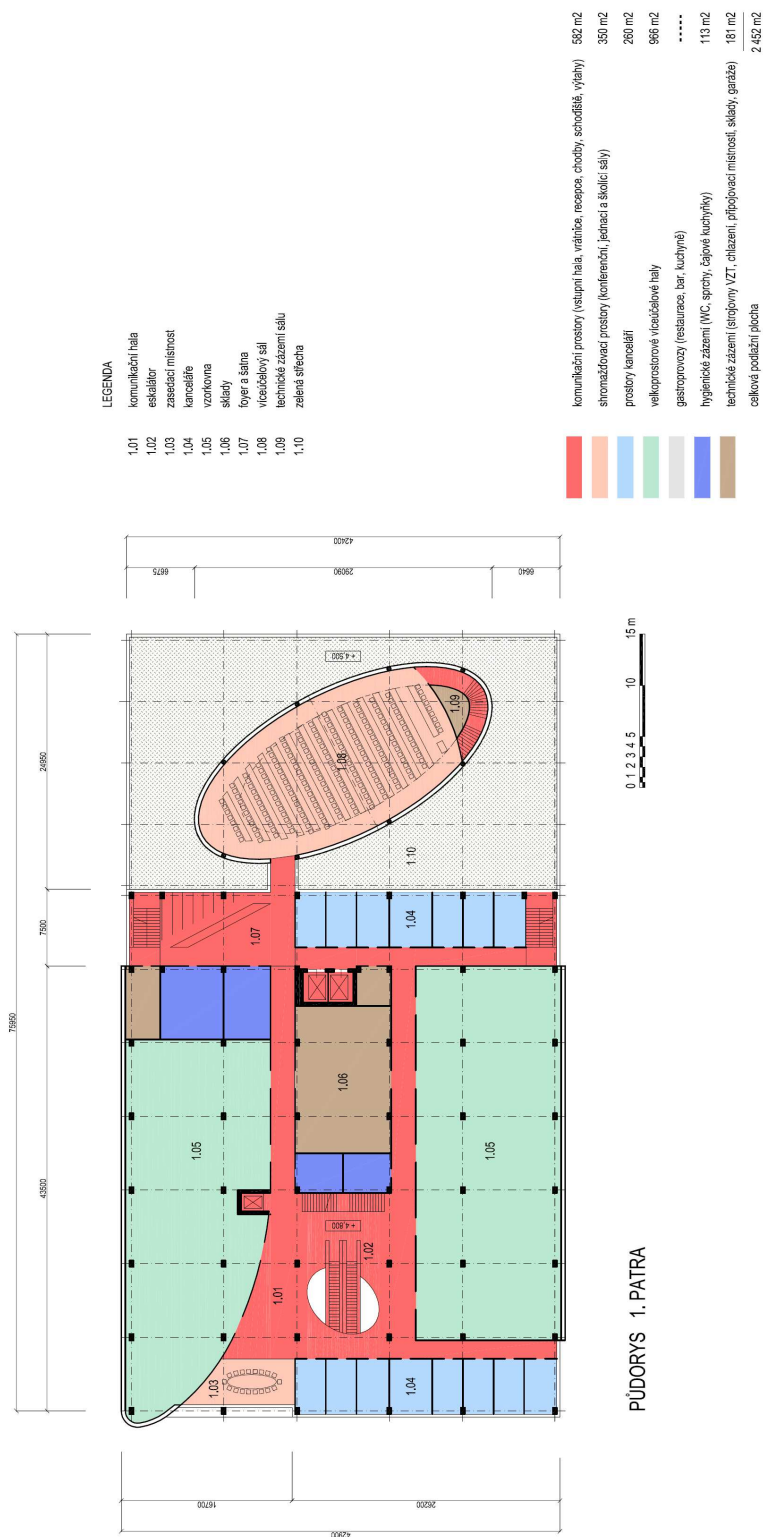 LEGENDA
1.01 komunikační hala
1.02 eskalátor
1.03 zasedací místnost
1.04 kanceláře
1.05 vzorkovna
1.06 sklady
1.07 foyer a šatna
1.08 víceúčelový sál
1.09 technické zázemí sálu
1.10 zelená střecha
komunikační prostory (vstupní hala, vrátnice, recepce, chodby, schodiště, výtahy) 582 m2
shromažďovací prostory (konferenční, jednací a školící sály) 350 m2
prostory kanceláří 260 m2
velkoprostorové víceúčelové haly 966 m2
gastroprovozy (restaurace, bar, kuchyně) -----
hygienické zázemí (WC, sprchy, čajové kuchyňky) 113 m2
technické zázemí (strojovny VZT, chlazení, připojovací místnosti, sklady, garáže) 181 m2
celková podlažní plocha 2 452 m2
75950
43500
7500
24950
42400
6675
29090
6640
16700
26200
42900
1.05
1.07
1.08
1.09
1.10
+ 4,500
1.04
1.06
1.05
1.01
1.02
+ 4,800
1.03
1.04
0 1 2 3 4 5 10 15 m
PŮDORYS 1. PATRA